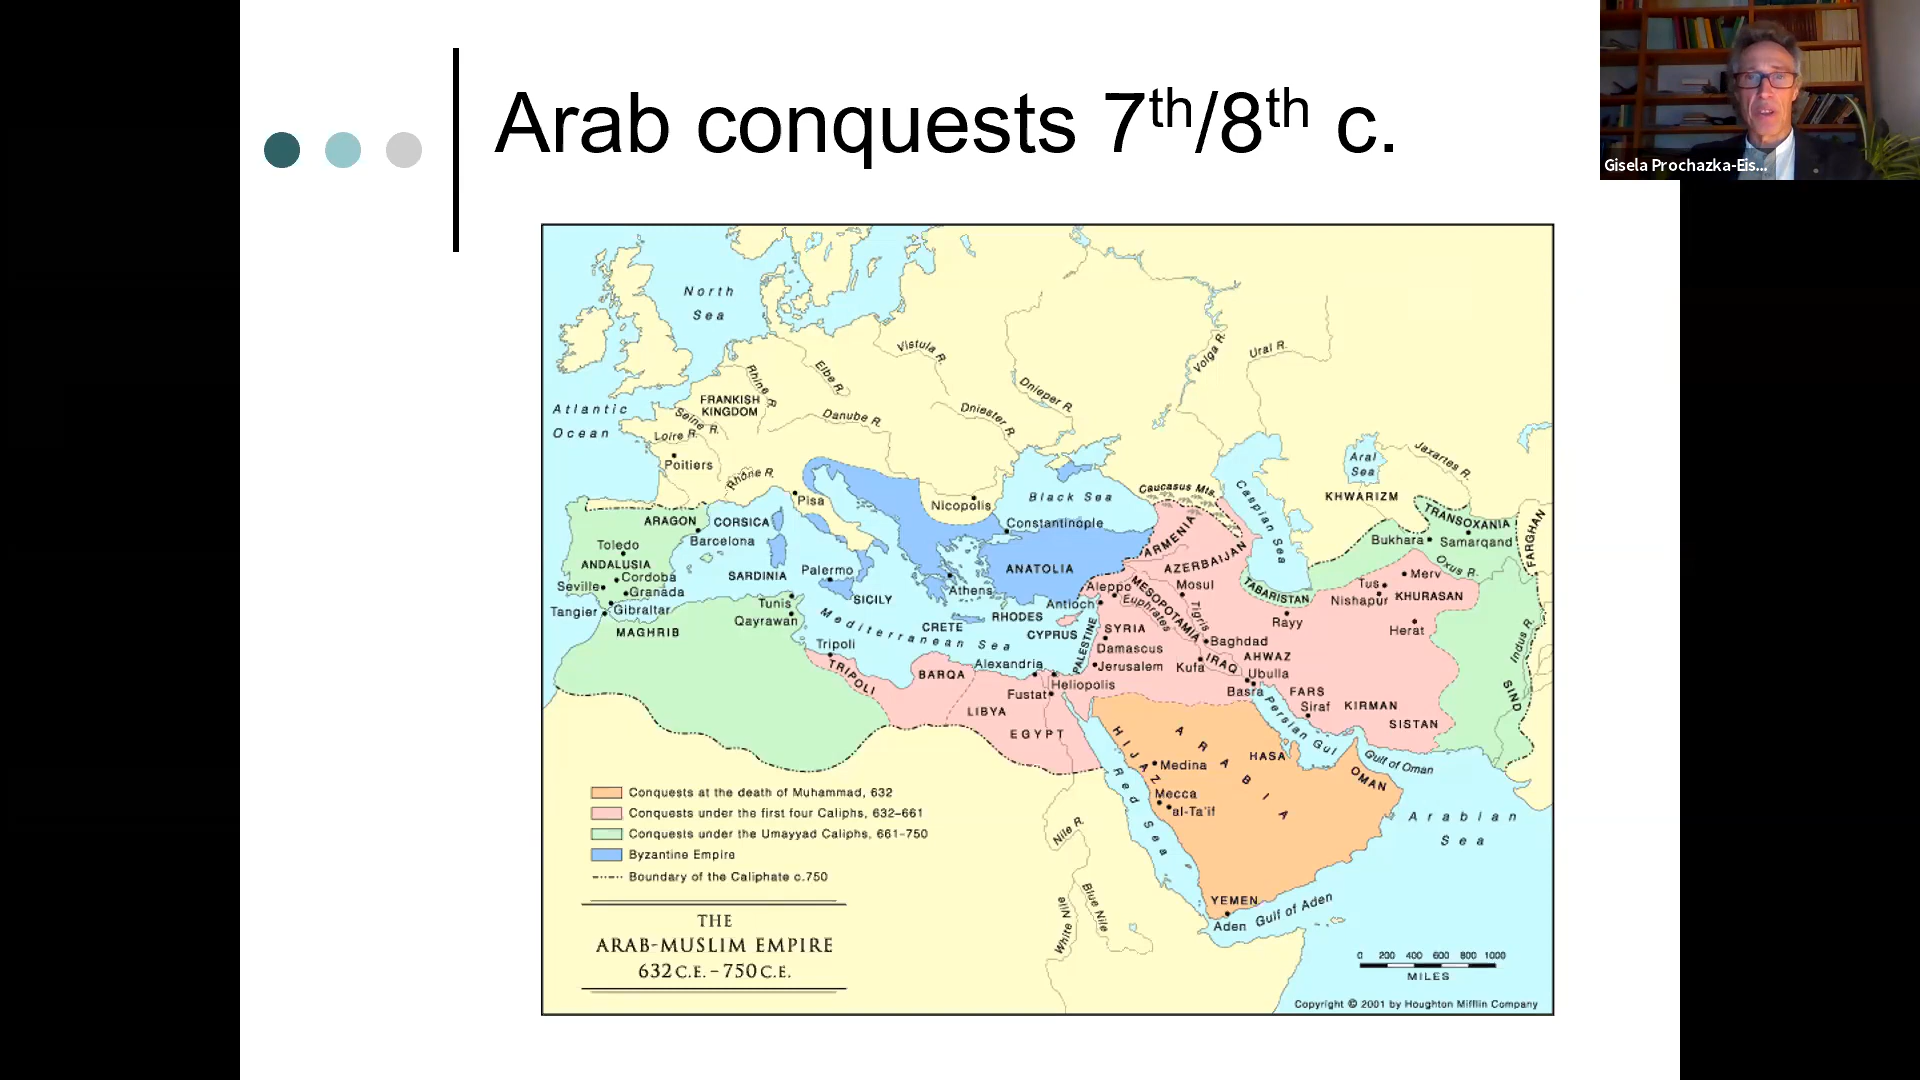 Arab conquests 7th/8th c.
Gisela Prochazka-Eis...
North
Sea
Atlantic
Ocean
FRANKISH
KINGDOM
Rhine R.
Elbe R.
Vistula R.
Dnieper R.
Dniester R.
Danube R.
Seine R.
Loire R.
Poitiers
Rhône R.
Volga R.
Ural R.
Aral
Sea
Jaxartes R.
KHWARIZM
Caucasus Mts.
Caspian Sea
Black Sea
Pisa
Nicopolis
Constantinople
ARAGON
CORSICA
Barcelona
Toledo
ANDALUSIA
Cordoba
Seville
Granada
Tangier
Gibraltar
MAGHRIB
SARDINIA
Palermo
SICILY
Tunis
Qayrawan
Athens
ANATOLIA
ARMENIA
AZERBAIJAN
TRANSOXANIA
FARGHAN
Bukhara
Samarqand
Oxus R.
Merv
Tus
Nishapur
KHURASAN
Herat
TABARISTAN
Rayy
Aleppo
Antioch
MESOPOTAMIA
Euphrates
Mosul
Tigris
RHODES
CRETE
CYPRUS
Mediterranean Sea
SYRIA
PALESTINE
Damascus
Jerusalem
Baghdad
Kufa
IRAQ
AHWAZ
Ubulla
Basra
FARS
Siraf
KIRMAN
SISTAN
SIND
Indus R.
Tripoli
TRIPOLI
BARQA
Alexandria
Heliopolis
Fustat
LIBYA
EGYPT
Persian Gul
Gulf of Oman
OMAN
HASA
ARABIA
HIJAZ
Medina
Mecca
al-Ta'if
Red Sea
Nile R.
White Nile
Blue Nile
YEMEN
Aden
Gulf of Aden
Arabian
Sea
Conquests at the death of Muhammad, 632
Conquests under the first four Caliphs, 632–661
Conquests under the Umayyad Caliphs, 661–750
Byzantine Empire
Boundary of the Caliphate c.750
THE
ARAB-MUSLIM EMPIRE
632 C.E. – 750 C.E.
0 200 400 600 800 1000
MILES
Copyright © 2001 by Houghton Mifflin Company